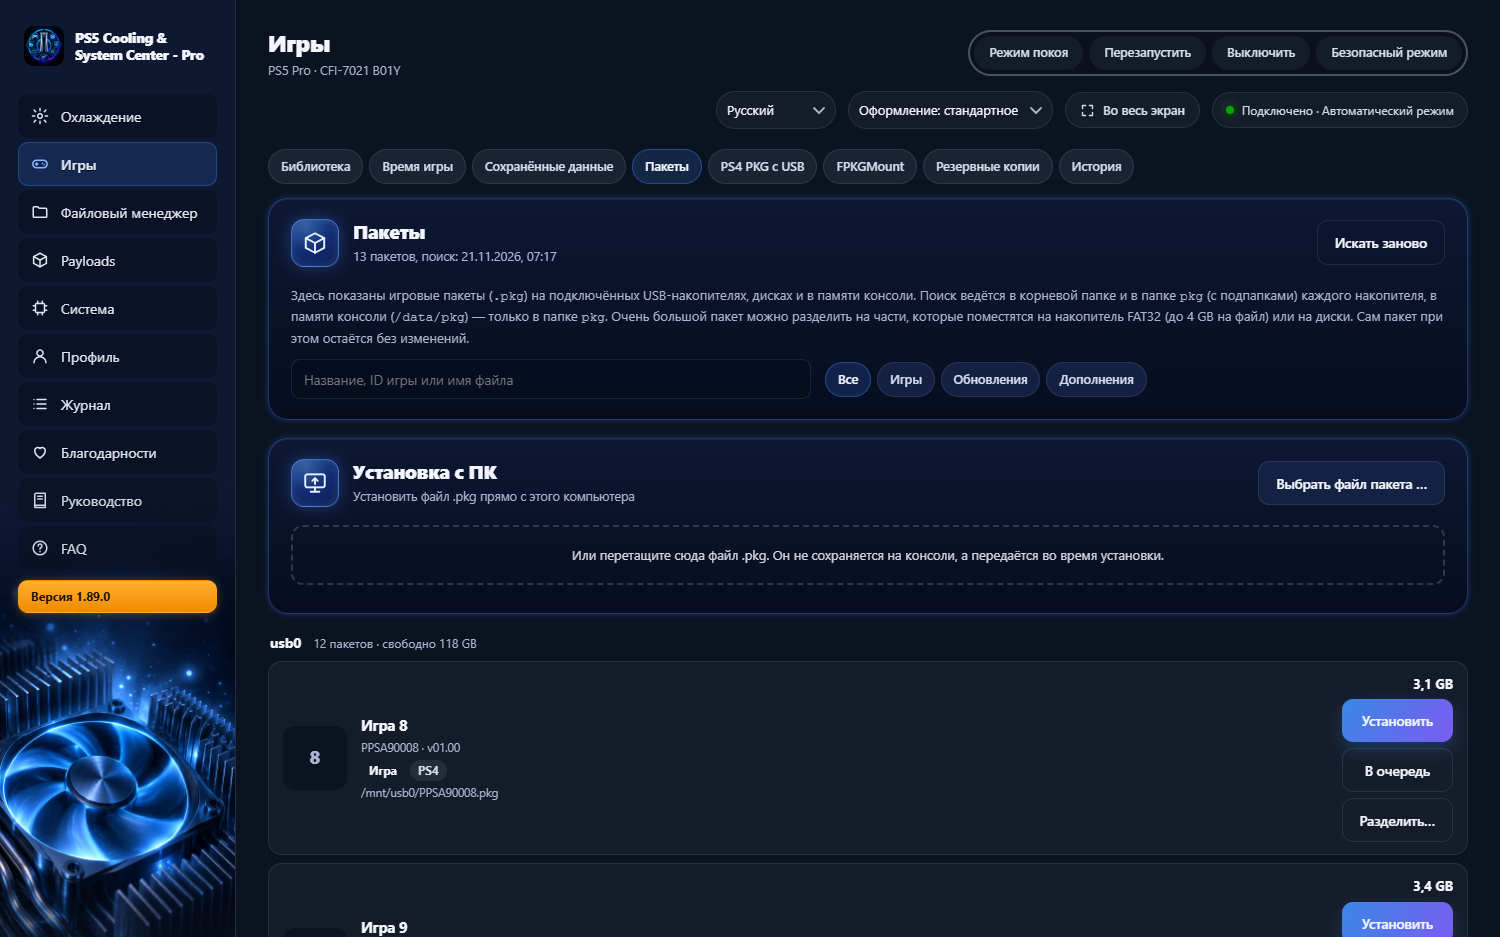 PS5 Cooling &
System Center - Pro
Охлаждение
Игры
Файловый менеджер
Payloads
Система
Профиль
Журнал
Благодарности
Руководство
FAQ
Версия 1.89.0
Игры
PS5 Pro · CFI-7021 B01Y
Режим покоя
Перезапустить
Выключить
Безопасный режим
Русский
Оформление: стандартное
Во весь экран
Подключено · Автоматический режим
Библиотека
Время игры
Сохранённые данные
Пакеты
PS4 PKG с USB
FPKGMount
Резервные копии
История
Пакеты
13 пакетов, поиск: 21.11.2026, 07:17
Искать заново
Здесь показаны игровые пакеты (.pkg) на подключённых USB-накопителях, дисках и в памяти консоли. Поиск ведётся в корневой папке и в папке pkg (с подпапками) каждого накопителя, в
памяти консоли (/data/pkg) — только в папке pkg. Очень большой пакет можно разделить на части, которые поместятся на накопитель FAT32 (до 4 GB на файл) или на диски. Сам пакет при
этом остаётся без изменений.
Название, ID игры или имя файла
Все
Игры
Обновления
Дополнения
Установка с ПК
Установить файл .pkg прямо с этого компьютера
Выбрать файл пакета ...
Или перетащите сюда файл .pkg. Он не сохраняется на консоли, а передаётся во время установки.
usb0 12 пакетов · свободно 118 GB
3,1 GB
8
Игра 8
PPSA90008 · v01.00
Игра PS4
/mnt/usb0/PPSA90008.pkg
Установить
В очередь
Разделить...
3,4 GB
Игра 9
Установить